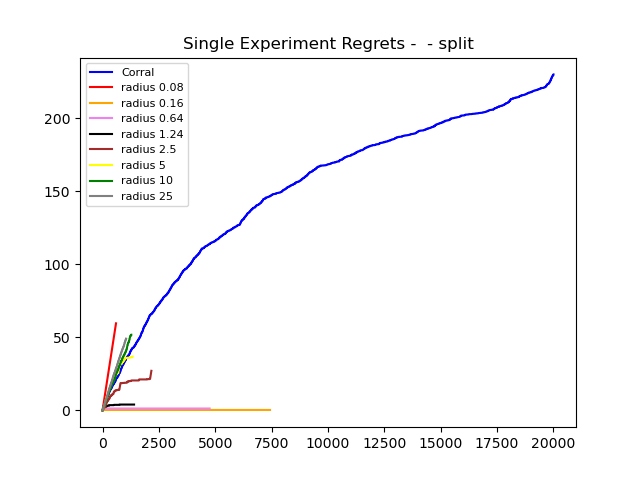 Single Experiment Regrets -  - split
Corral
radius 0.08
radius 0.16
radius 0.64
radius 1.24
radius 2.5
radius 5
radius 10
radius 25
200
150
100
50
0
0 2500 5000 7500 10000 12500 15000 17500 20000